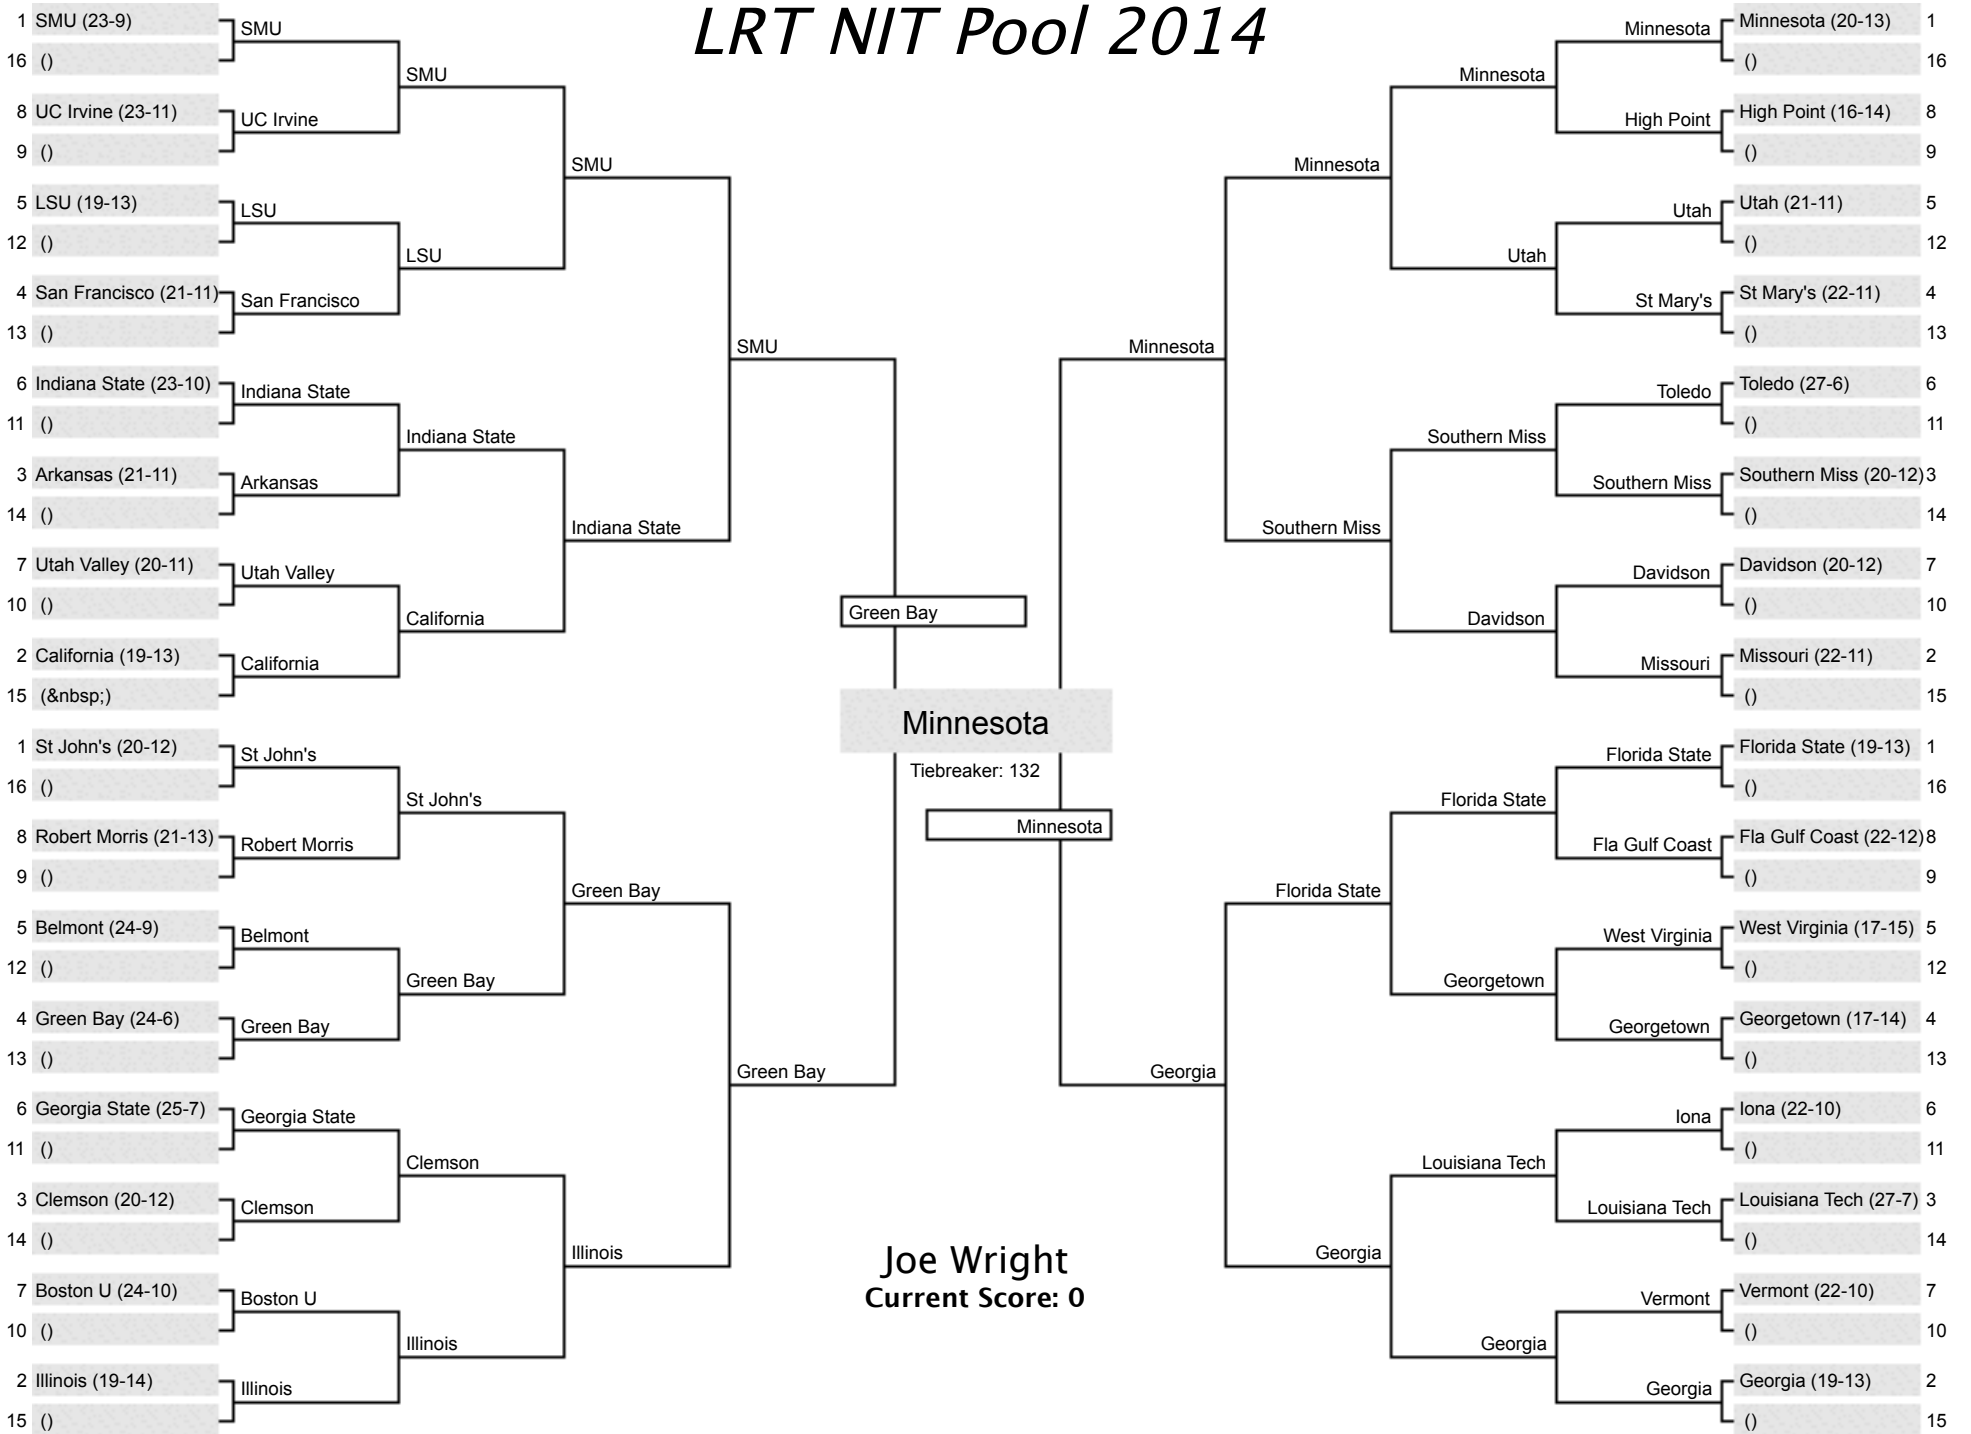 LRT NIT Pool 2014
1 SMU (23-9)
16 ()
8 UC Irvine (23-11)
9 ()
5 LSU (19-13)
12 ()
4 San Francisco (21-11)
13 ()
6 Indiana State (23-10)
11 ()
3 Arkansas (21-11)
14 ()
7 Utah Valley (20-11)
10 ()
2 California (19-13)
15 (&nbsp;)
1 St John's (20-12)
16 ()
8 Robert Morris (21-13)
9 ()
5 Belmont (24-9)
12 ()
4 Green Bay (24-6)
13 ()
6 Georgia State (25-7)
11 ()
3 Clemson (20-12)
14 ()
7 Boston U (24-10)
10 ()
2 Illinois (19-14)
15 ()
SMU
UC Irvine
LSU
San Francisco
Indiana State
Arkansas
Utah Valley
California
St John's
Robert Morris
Belmont
Green Bay
Georgia State
Clemson
Boston U
Illinois
SMU
LSU
Indiana State
California
St John's
Green Bay
Clemson
Illinois
SMU
Indiana State
Green Bay
Illinois
SMU
Green Bay
Green Bay
Minnesota
Tiebreaker: 132
Minnesota
Joe Wright
Current Score: 0
Minnesota
Georgia
Minnesota
Southern Miss
Florida State
Georgia
Minnesota
Utah
Southern Miss
Davidson
Florida State
Georgetown
Louisiana Tech
Georgia
Minnesota
High Point
Utah
St Mary's
Toledo
Southern Miss
Davidson
Missouri
Florida State
Fla Gulf Coast
West Virginia
Georgetown
Iona
Louisiana Tech
Vermont
Georgia
Minnesota (20-13) 1
() 16
High Point (16-14) 8
() 9
Utah (21-11) 5
() 12
St Mary's (22-11) 4
() 13
Toledo (27-6) 6
() 11
Southern Miss (20-12) 3
() 14
Davidson (20-12) 7
() 10
Missouri (22-11) 2
() 15
Florida State (19-13) 1
() 16
Fla Gulf Coast (22-12) 8
() 9
West Virginia (17-15) 5
() 12
Georgetown (17-14) 4
() 13
Iona (22-10) 6
() 11
Louisiana Tech (27-7) 3
() 14
Vermont (22-10) 7
() 10
Georgia (19-13) 2
() 15